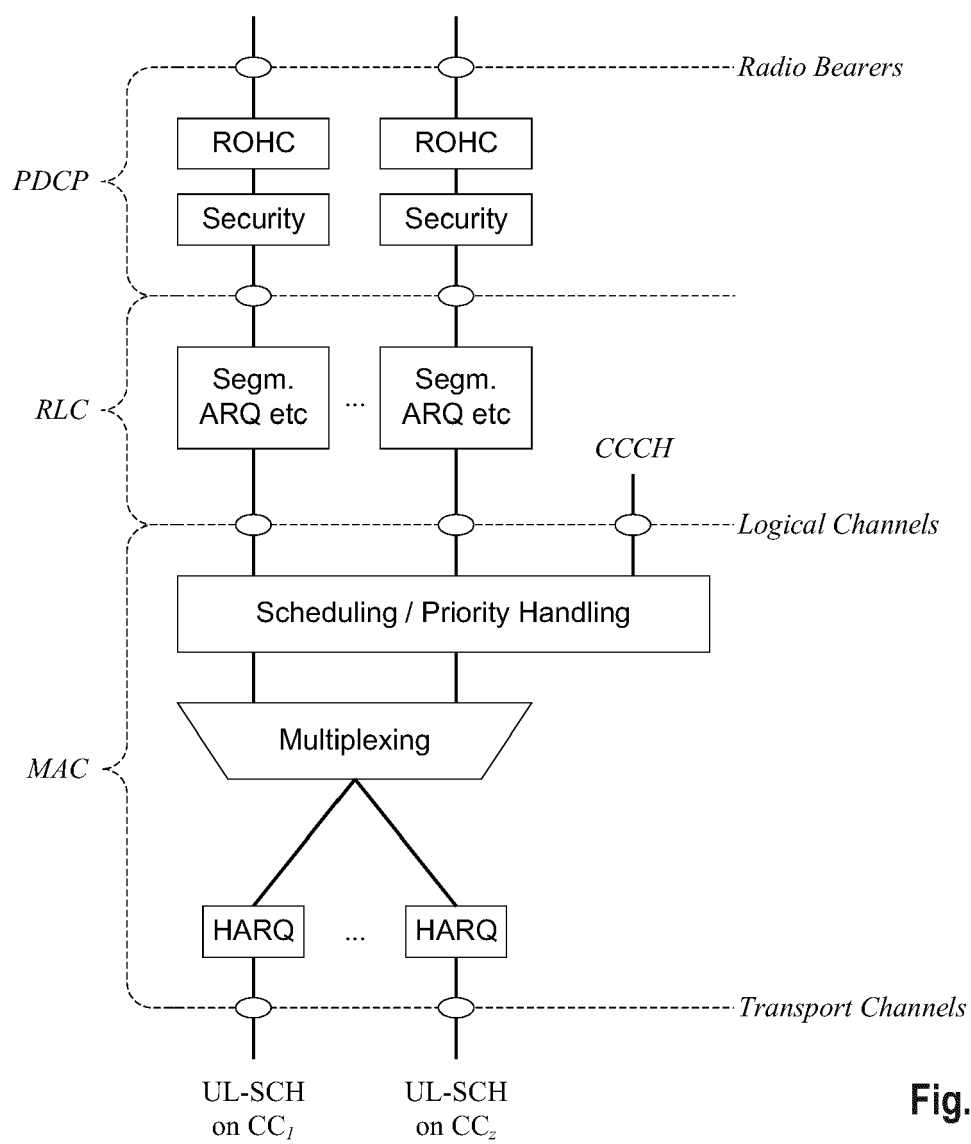 Radio Bearers
ROHC
ROHC
PDCP
Security
Security
Segm.
ARQ etc
...
Segm.
ARQ etc
RLC
CCCH
Logical Channels
Scheduling / Priority Handling
Multiplexing
MAC
HARQ
...
HARQ
Transport Channels
UL-SCH
on CC1
UL-SCH
on CCz
Fig.